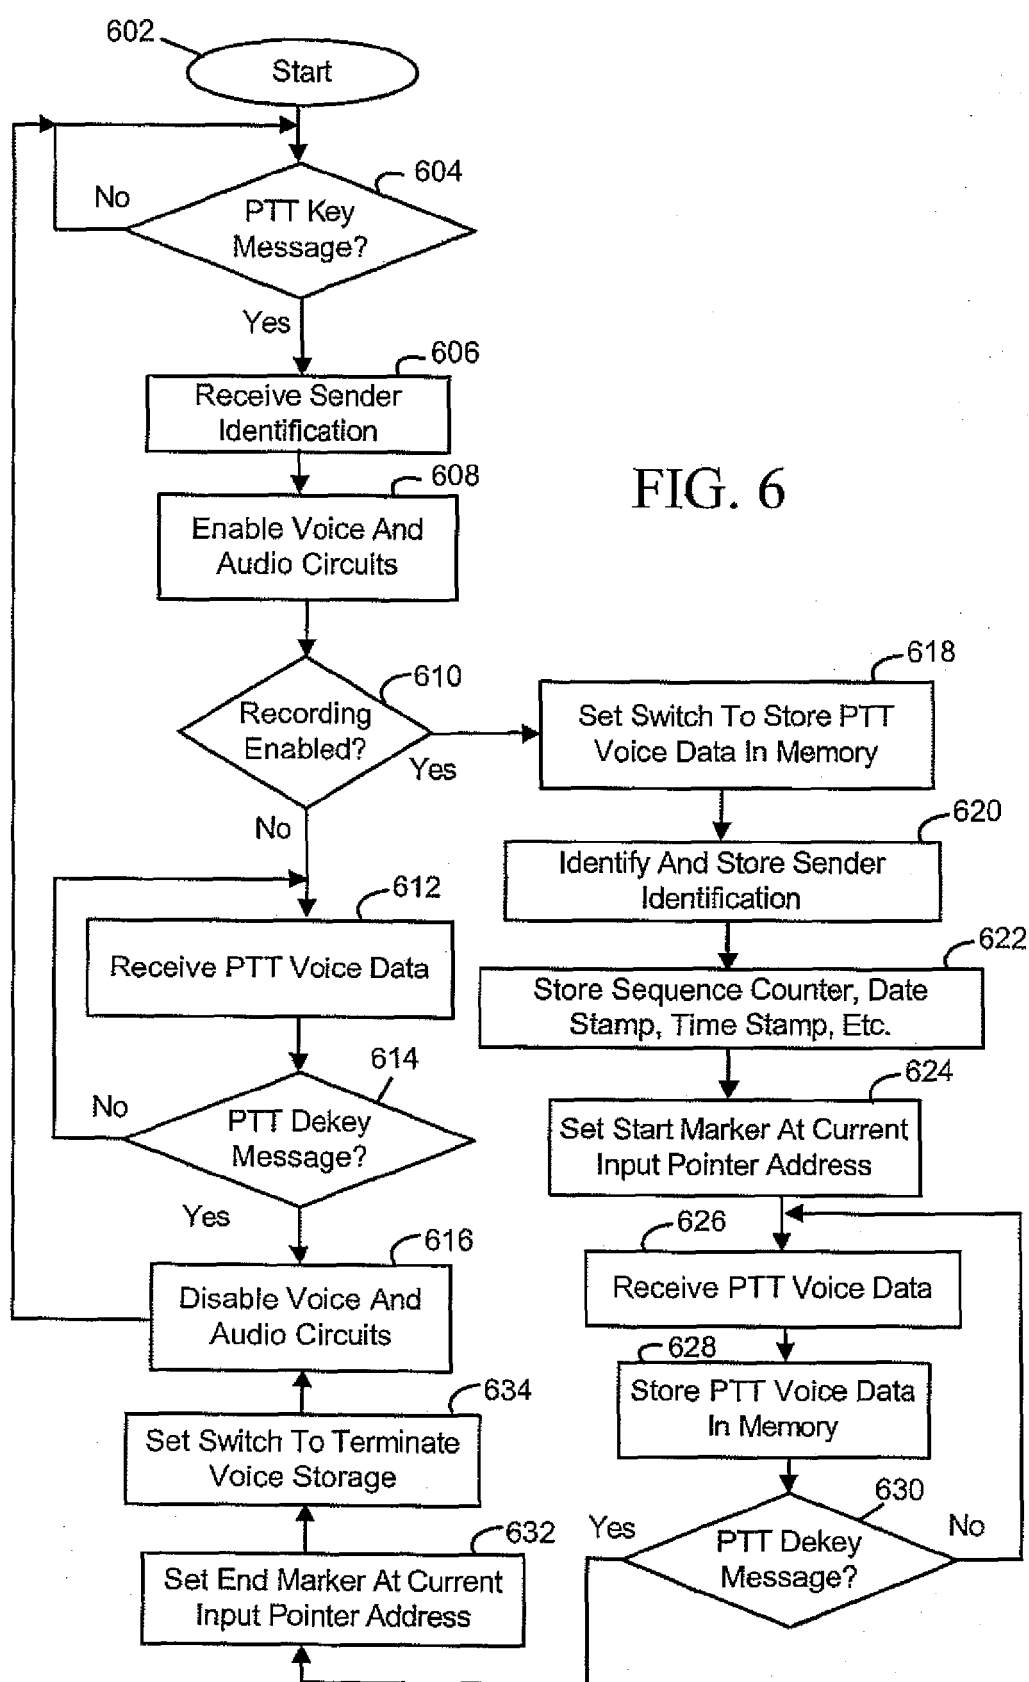 602
Start
No
604
PTT Key
Message?
Yes
606
Receive Sender
Identification
608
Enable Voice And
Audio Circuits
FIG. 6
610
Recording
Enabled?
Yes
No
618
Set Switch To Store PTT
Voice Data In Memory
620
Identify And Store Sender
Identification
622
Store Sequence Counter, Date
Stamp, Time Stamp, Etc.
624
Set Start Marker At Current
Input Pointer Address
612
Receive PTT Voice Data
614
No
PTT Dekey
Message?
Yes
616
Disable Voice And
Audio Circuits
626
Receive PTT Voice Data
628
Store PTT Voice Data
In Memory
630
Yes
No
PTT Dekey
Message?
634
Set Switch To Terminate
Voice Storage
632
Set End Marker At Current
Input Pointer Address